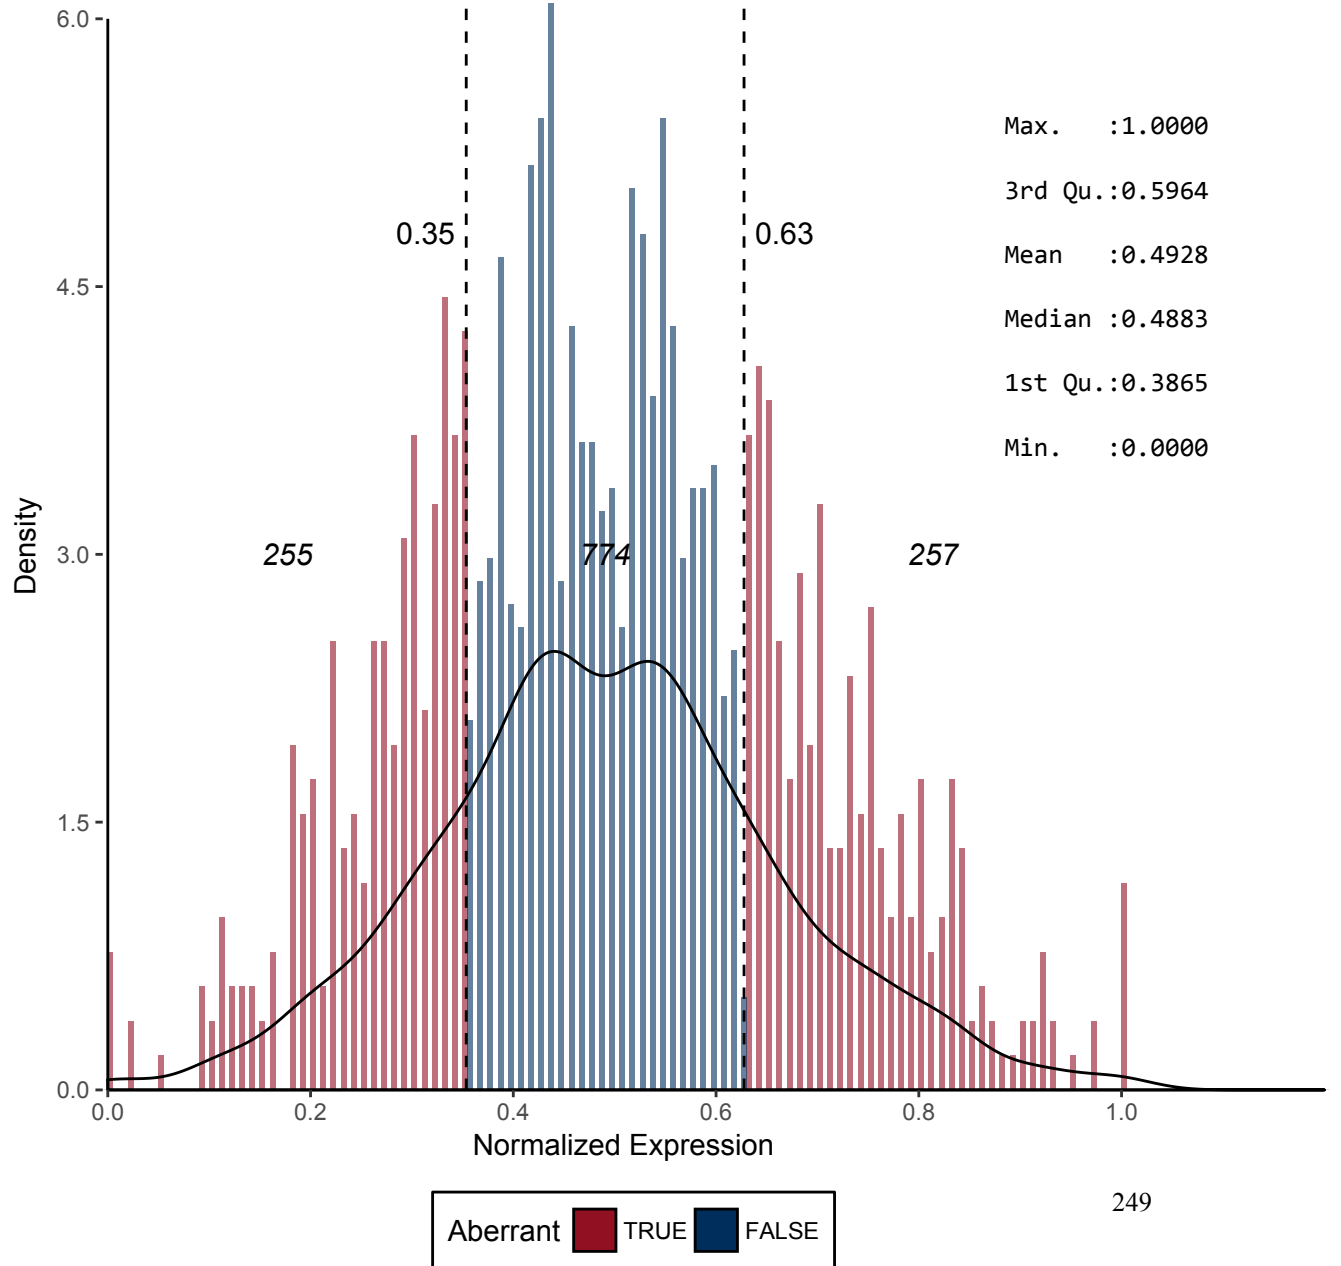 6.0
Max. :1.0000
3rd Qu.:0.5964
0.35
0.63
Mean :0.4928
4.5
Median :0.4883
1st Qu.:0.3865
Min. :0.0000
Density
3.0
255
774
257
1.5
0.0
0.0 0.2 0.4 0.6 0.8 1.0
Normalized Expression
249
Aberrant TRUE FALSE